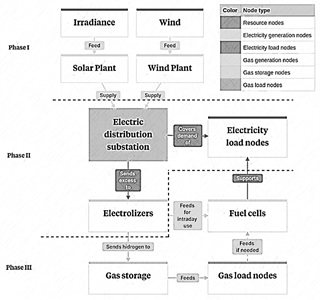 Color Node type
Resource nodes
Electricity generation nodes
Electricity load nodes
Gas generation nodes
Gas storage nodes
Gas load nodes
Irradiance
Wind
Phase I
Feed
Feed
Solar Plant
Wind Plant
Supply
Supply
Electric
distribution
substation
Covers
demand
of
Electricity
load nodes
Phase II
Sends
excess
to
Supports
Electrolizers
Feeds
for
intraday
use
Fuel cells
Sends hidrogen to
Feeds
if needed
Phase III
Gas storage
Feeds
Gas load nodes